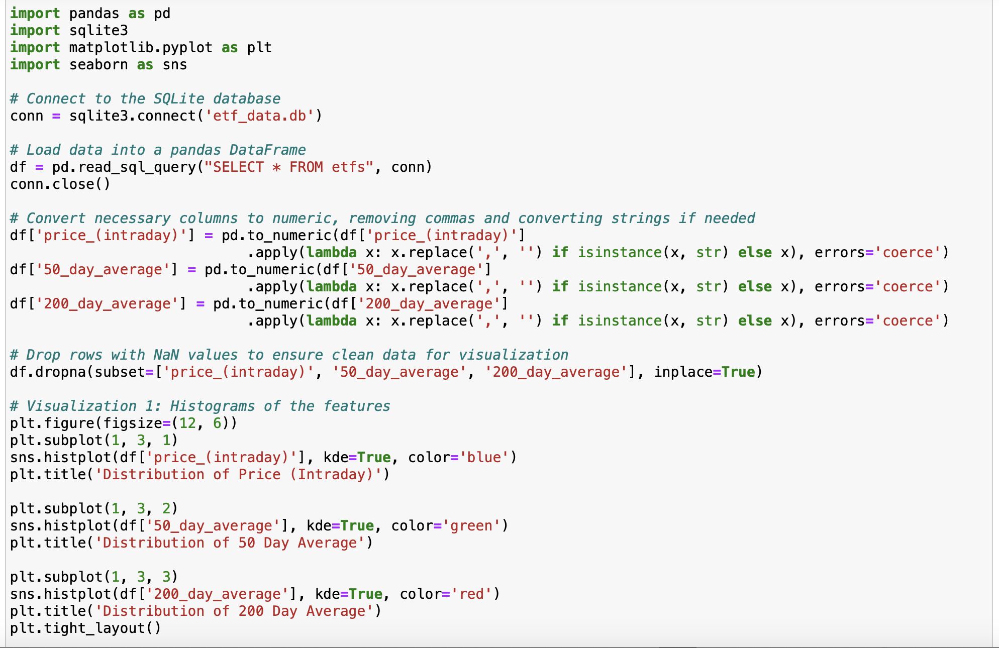 import pandas as pd
import sqlite3
import matplotlib.pyplot as plt
import seaborn as sns

# Connect to the SQLite database
conn = sqlite3.connect('etf_data.db')

# Load data into a pandas DataFrame
df = pd.read_sql_query("SELECT * FROM etfs", conn)
conn.close()

# Convert necessary columns to numeric, removing commas and converting strings if needed
df['price_(intraday)'] = pd.to_numeric(df['price_(intraday)']
                            .apply(lambda x: x.replace(',', '') if isinstance(x, str) else x), errors='coerce')
df['50_day_average'] = pd.to_numeric(df['50_day_average']
                            .apply(lambda x: x.replace(',', '') if isinstance(x, str) else x), errors='coerce')
df['200_day_average'] = pd.to_numeric(df['200_day_average']
                            .apply(lambda x: x.replace(',', '') if isinstance(x, str) else x), errors='coerce')

# Drop rows with NaN values to ensure clean data for visualization
df.dropna(subset=['price_(intraday)', '50_day_average', '200_day_average'], inplace=True)

# Visualization 1: Histograms of the features
plt.figure(figsize=(12, 6))
plt.subplot(1, 3, 1)
sns.histplot(df['price_(intraday)'], kde=True, color='blue')
plt.title('Distribution of Price (Intraday)')

plt.subplot(1, 3, 2)
sns.histplot(df['50_day_average'], kde=True, color='green')
plt.title('Distribution of 50 Day Average')

plt.subplot(1, 3, 3)
sns.histplot(df['200_day_average'], kde=True, color='red')
plt.title('Distribution of 200 Day Average')
plt.tight_layout()